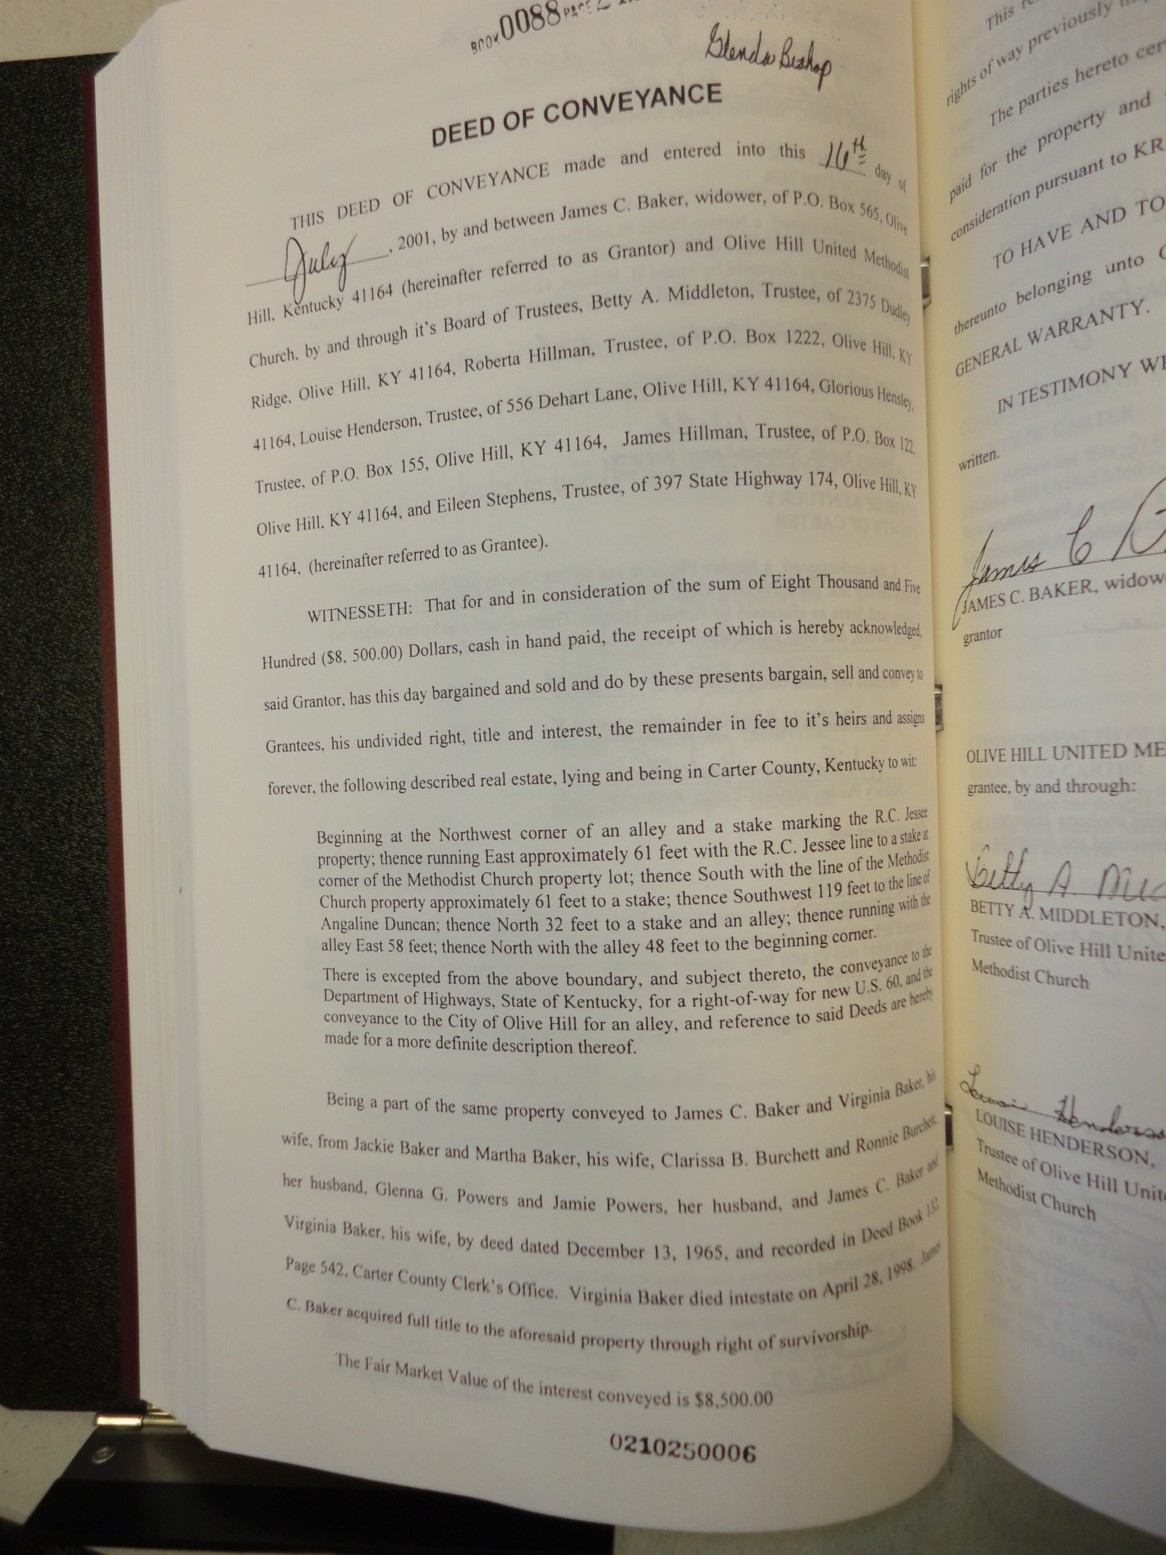 BOOK 0088 PAGE
Glenda Bishop
DEED OF CONVEYANCE
THIS DEED OF CONVEYANCE made and entered into this 16th day of
July, 2001, by and between James C. Baker, widower, of P.O. Box 565, Olive
Hill, Kentucky 41164 (hereinafter referred to as Grantor) and Olive Hill United Methodist
Church, by and through it's Board of Trustees, Betty A. Middleton, Trustee, of 2375 Dudley
Ridge, Olive Hill, KY 41164, Roberta Hillman, Trustee, of P.O. Box 1222, Olive Hill, KY
41164, Louise Henderson, Trustee, of 556 Dehart Lane, Olive Hill, KY 41164, Glorious Hensley,
Trustee, of P.O. Box 155, Olive Hill, KY 41164, James Hillman, Trustee, of P.O. Box 122,
Olive Hill, KY 41164, and Eileen Stephens, Trustee, of 397 State Highway 174, Olive Hill, KY
41164, (hereinafter referred to as Grantee).
WITNESSETH: That for and in consideration of the sum of Eight Thousand and Five
Hundred ($8, 500.00) Dollars, cash in hand paid, the receipt of which is hereby acknowledged,
said Grantor, has this day bargained and sold and do by these presents bargain, sell and convey to
Grantees, his undivided right, title and interest, the remainder in fee to it's heirs and assigns
forever, the following described real estate, lying and being in Carter County, Kentucky to wit:
Beginning at the Northwest corner of an alley and a stake marking the R.C. Jessee
property; thence running East approximately 61 feet with the R.C. Jessee line to a stake at
corner of the Methodist Church property lot; thence South with the line of the Methodist
Church property approximately 61 feet to a stake; thence Southwest 119 feet to the line of
Angaline Duncan; thence North 32 feet to a stake and an alley; thence running with the
alley East 58 feet; thence North with the alley 48 feet to the beginning corner.
There is excepted from the above boundary, and subject thereto, the conveyance to the
Department of Highways, State of Kentucky, for a right-of-way for new U.S. 60, and the
conveyance to the City of Olive Hill for an alley, and reference to said Deeds are hereby
made for a more definite description thereof.
Being a part of the same property conveyed to James C. Baker and Virginia Baker, his
wife, from Jackie Baker and Martha Baker, his wife, Clarissa B. Burchett and Ronnie Burchett,
her husband, Glenna G. Powers and Jamie Powers, her husband, and James C. Baker and
Virginia Baker, his wife, by deed dated December 13, 1965, and recorded in Deed Book 132
Page 542, Carter County Clerk's Office. Virginia Baker died intestate on April 28, 1998. James
C. Baker acquired full title to the aforesaid property through right of survivorship.
The Fair Market Value of the interest conveyed is $8,500.00
0210250006
This
rights of way previously
The parties hereto cer
paid for the property and
consideration pursuant to KR
TO HAVE AND TO
thereunto belonging unto
GENERAL WARRANTY.
IN TESTIMONY WI
written.
James C
JAMES C. BAKER, widow
grantor
OLIVE HILL UNITED ME
grantee, by and through:
Betty A Mid
BETTY A. MIDDLETON,
Trustee of Olive Hill Unite
Methodist Church
Louise Henderson
LOUISE HENDERSON,
Trustee of Olive Hill Unit
Methodist Church